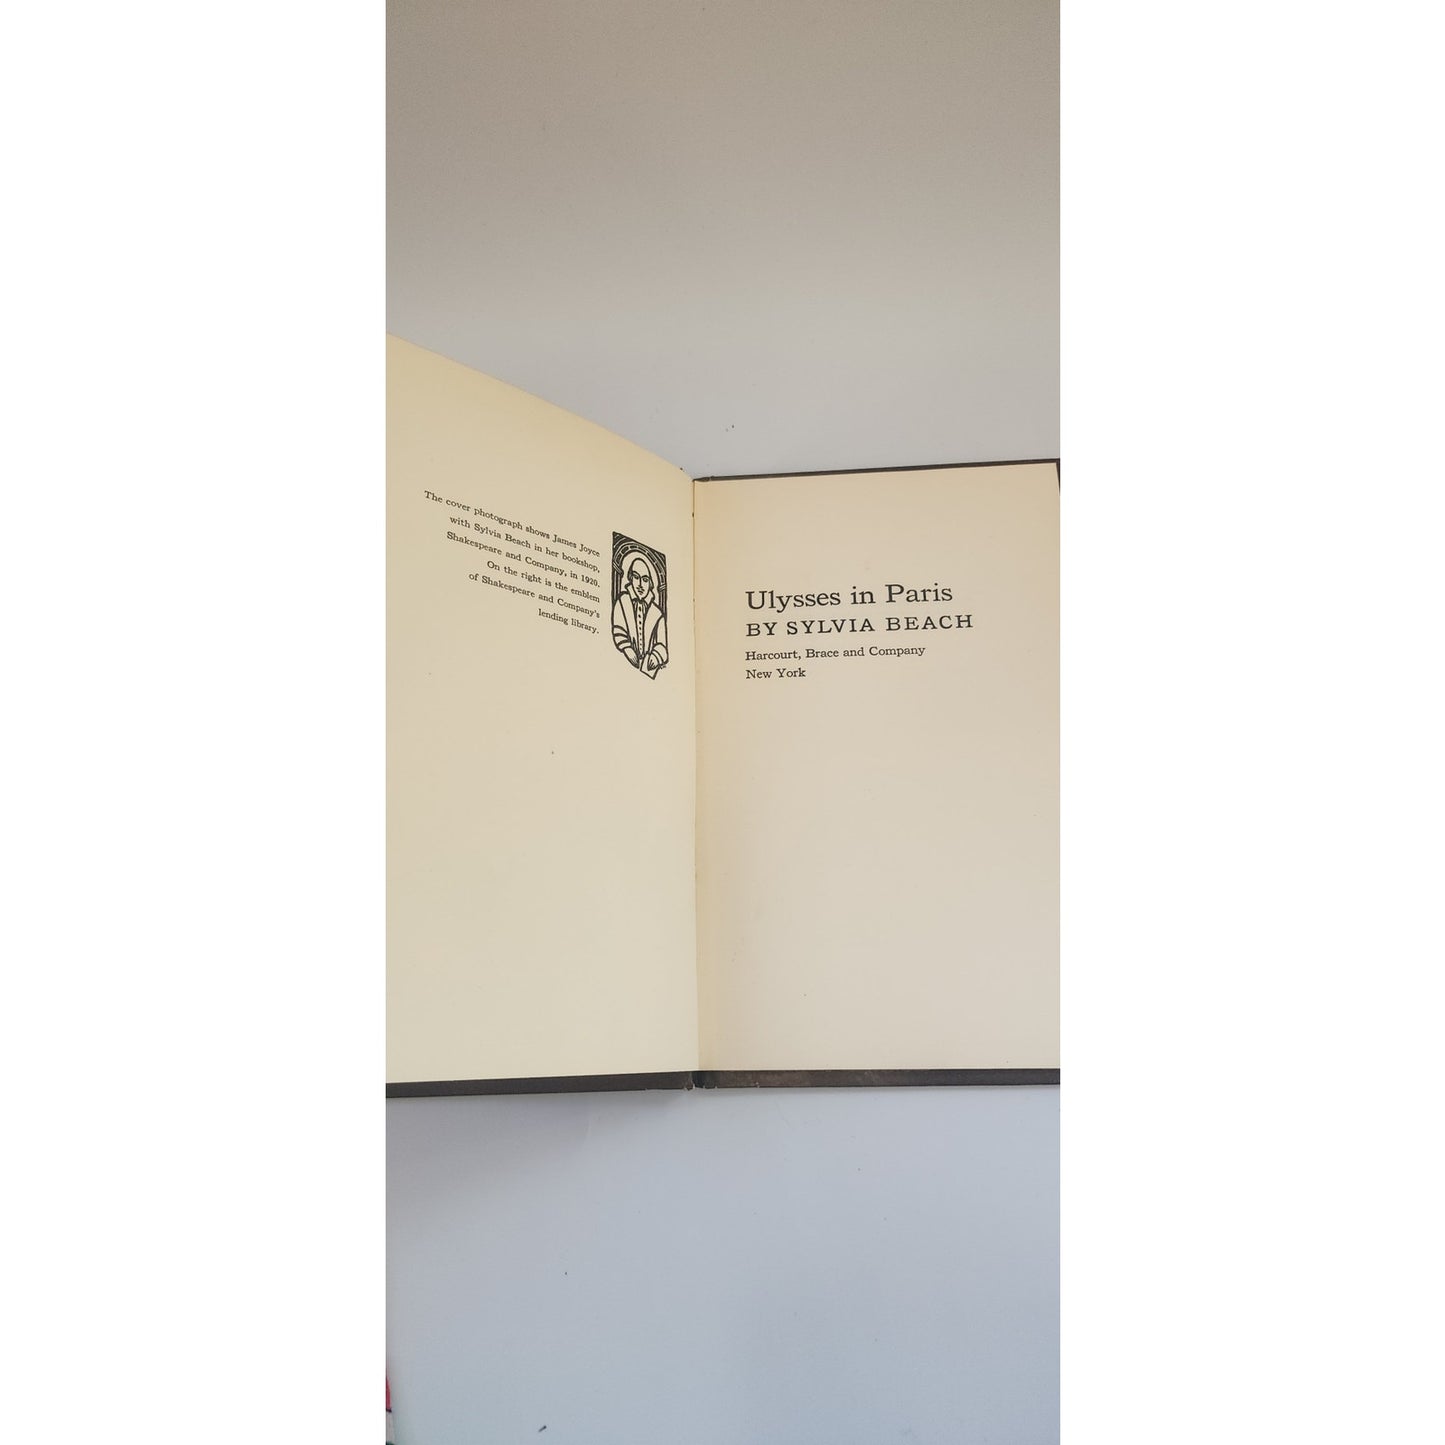 The cover photograph shows James Joyce
with Sylvia Beach in her bookshop,
Shakespeare and Company, in 1920.
On the right is the emblem
of Shakespeare and Company's
lending library.
Ulysses in Paris
BY SYLVIA BEACH
Harcourt, Brace and Company
New York